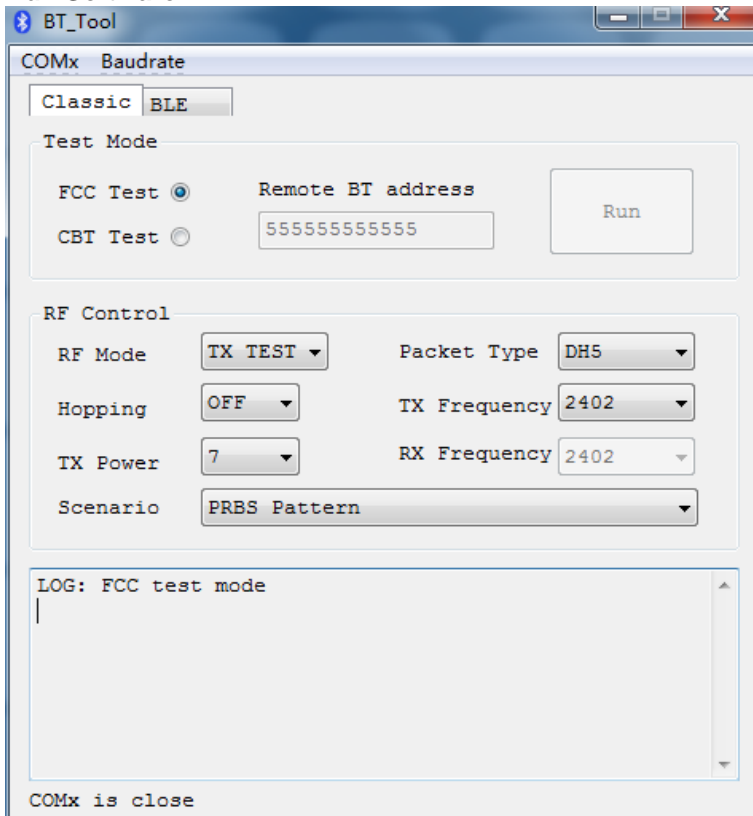 BT_Tool
COMx Baudrate
Classic BLE
Test Mode
FCC Test Remote BT address
Run
CBT Test 555555555555
RF Control
RF Mode TX TEST Packet Type DH5
Hopping OFF TX Frequency 2402
TX Power 7 RX Frequency 2402
Scenario PRBS Pattern
LOG: FCC test mode
COMx is close